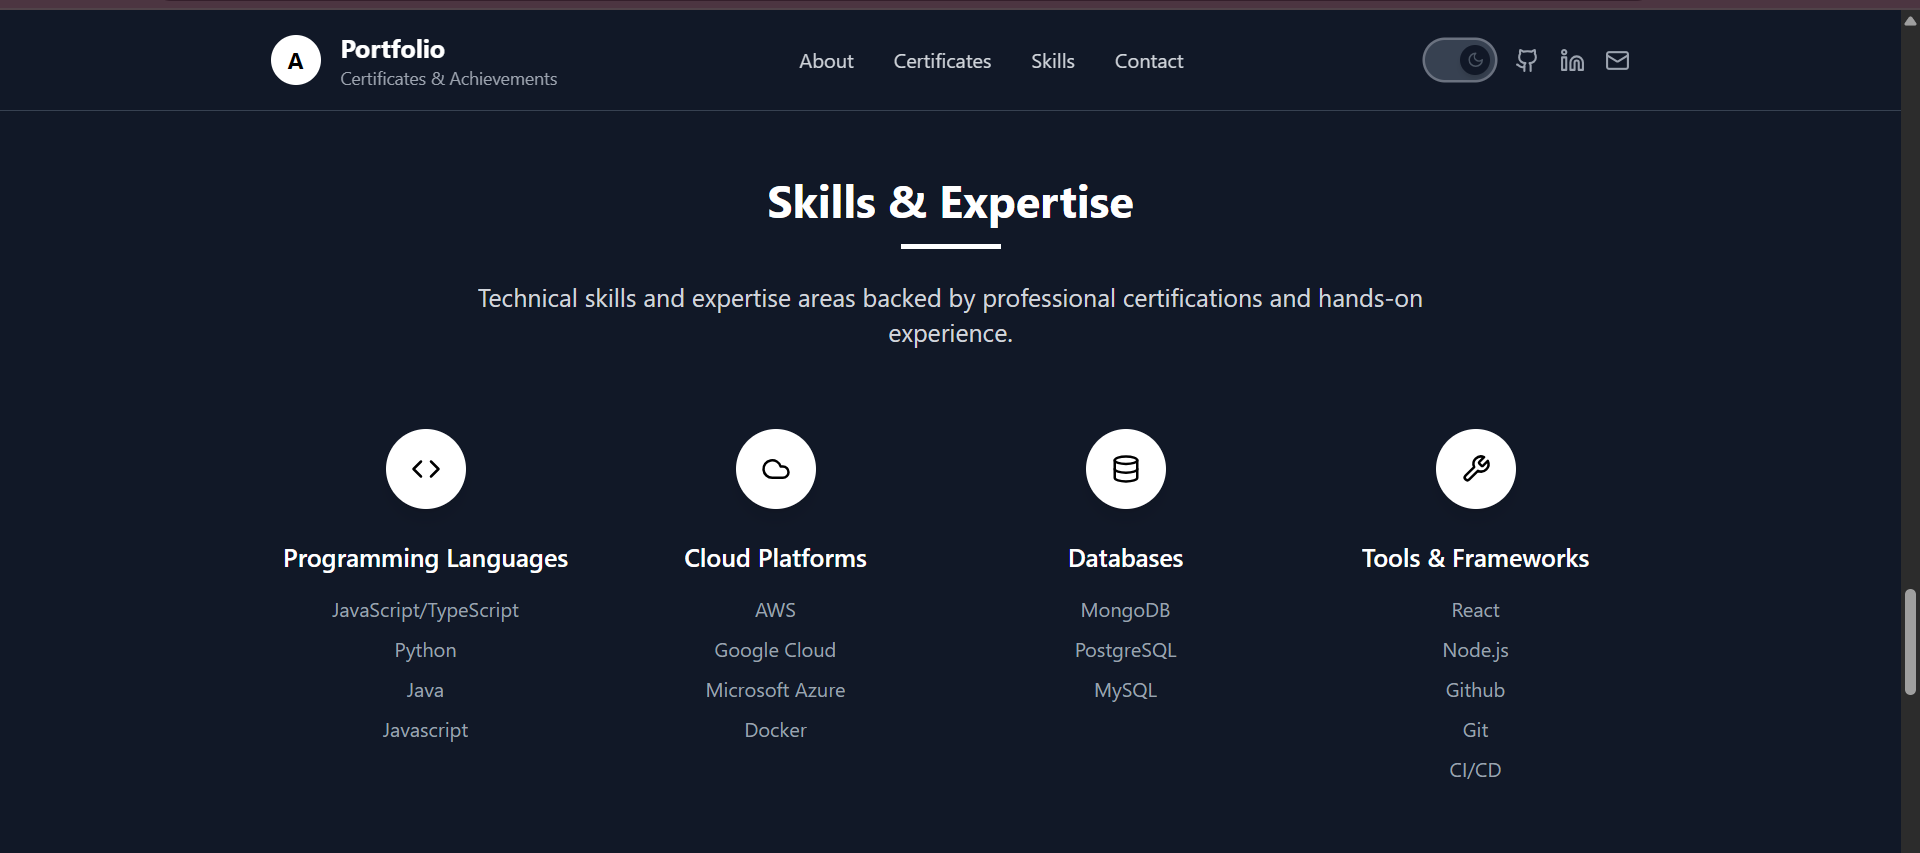 A
Portfolio
Certificates & Achievements
About
Certificates
Skills
Contact
Skills & Expertise
Technical skills and expertise areas backed by professional certifications and hands-on
experience.
Programming Languages
JavaScript/TypeScript
Python
Java
Javascript
Cloud Platforms
AWS
Google Cloud
Microsoft Azure
Docker
Databases
MongoDB
PostgreSQL
MySQL
Tools & Frameworks
React
Node.js
Github
Git
CI/CD